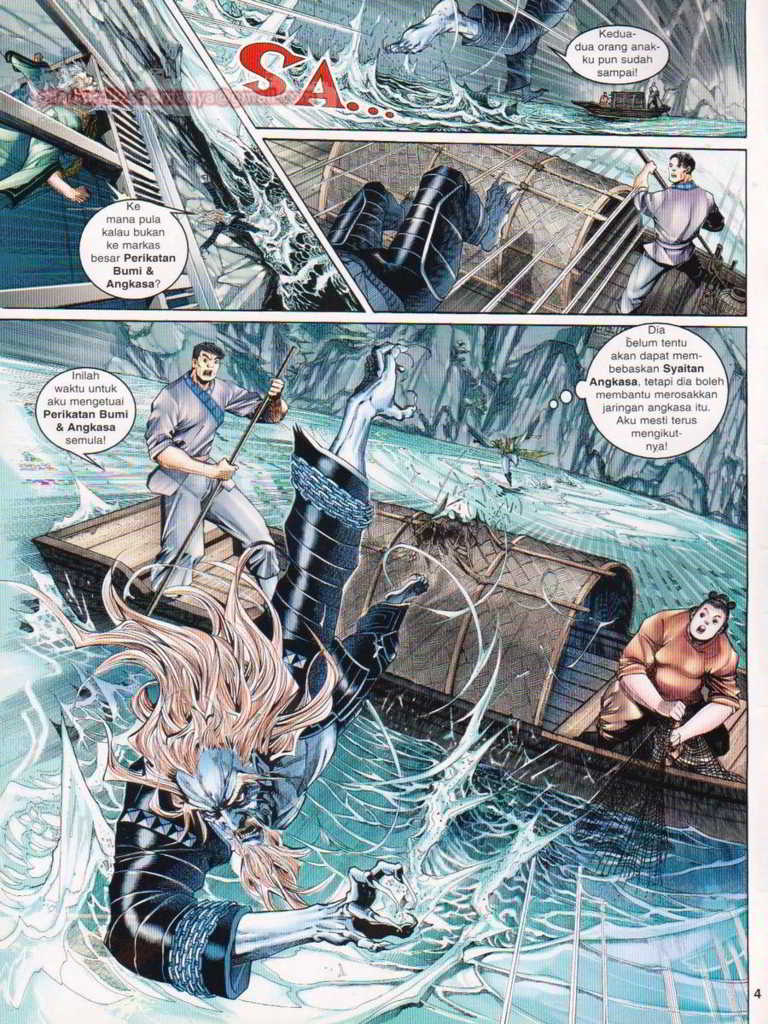 Kedua-
dua orang anak-
ku pun sudah
sampai!
SA...
Ke
mana pula
kalau bukan
ke markas
besar Perikatan
Bumi &
Angkasa?
Inilah
waktu untuk
aku mengetuai
Perikatan Bumi
& Angkasa
semula!
Dia
belum tentu
akan dapat mem-
bebaskan Syaitan
Angkasa, tetapi dia boleh
membantu merosakkan
jaringan angkasa itu.
Aku mesti terus
mengikut-
nya!
4